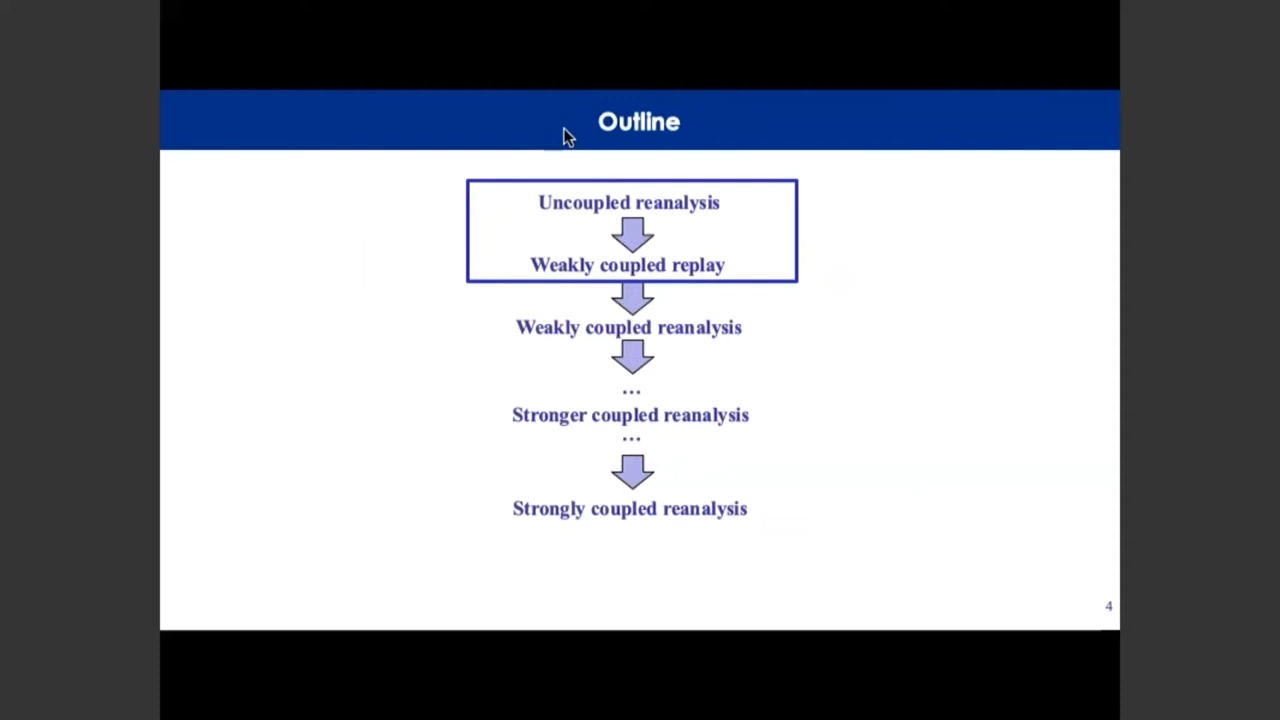 Outline
Uncoupled reanalysis
Weakly coupled replay
Weakly coupled reanalysis
...
Stronger coupled reanalysis
...
Strongly coupled reanalysis
4